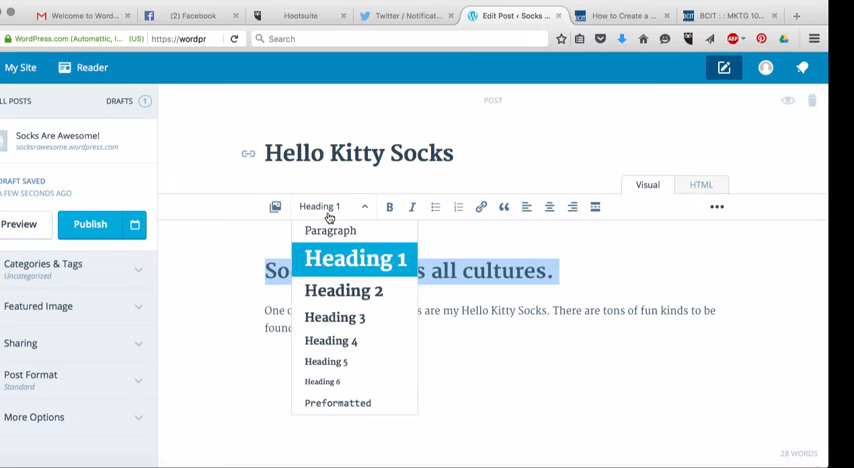 Welcome to Word...
(2) Facebook
Hootsuite
Twitter / Notificat...
Edit Post ‹ Socks ...
How to Create a ...
BCIT : : MKTG 10...
WordPress.com (Automattic, I... (US)
https://wordpr
Search
ABP
My Site
Reader
ALL POSTS
DRAFTS 1
POST
Socks Are Awesome!
socksrawesome.wordpress.com
DRAFT SAVED
A FEW SECONDS AGO
Preview
Publish
Categories & Tags
Uncategorized
Featured Image
Sharing
Post Format
Standard
More Options
Hello Kitty Socks
Visual
HTML
Heading 1
B I
Paragraph
Heading 1
Heading 2
Heading 3
Heading 4
Heading 5
Heading 6
Preformatted
So s all cultures.
One s are my Hello Kitty Socks. There are tons of fun kinds to be
foun
28 WORDS